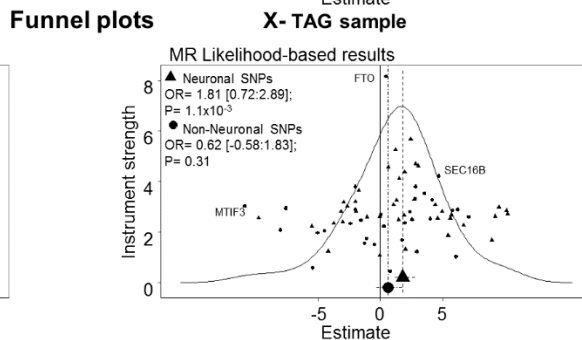 Estimate
Funnel plots
X- TAG sample
MR Likelihood-based results
▲ Neuronal SNPs
OR= 1.81 [0.72:2.89];
P= 1.1x10-3
● Non-Neuronal SNPs
OR= 0.62 [-0.58:1.83];
P= 0.31
FTO
SEC16B
MTIF3
Instrument strength
8
6
4
2
0
-5 0 5
Estimate